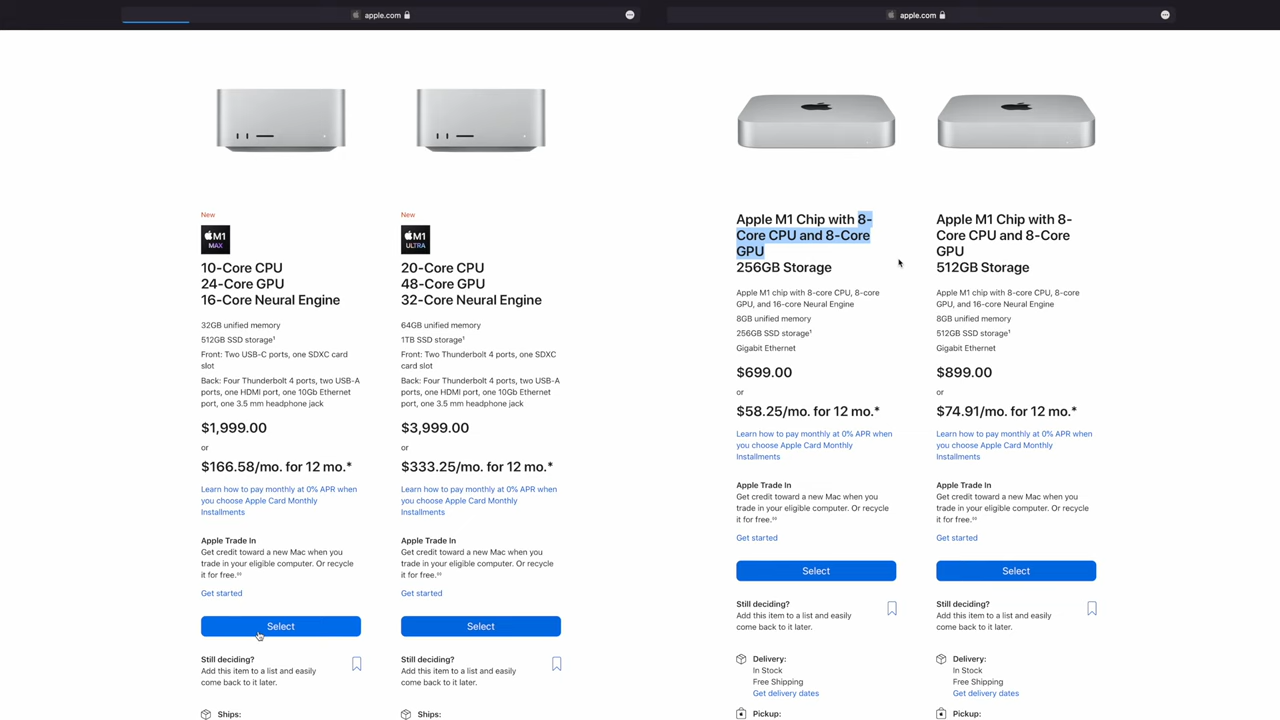 apple.com
New
M1
MAX
10-Core CPU
24-Core GPU
16-Core Neural Engine
32GB unified memory
512GB SSD storage¹
Front: Two USB-C ports, one SDXC card
slot
Back: Four Thunderbolt 4 ports, two USB-A
ports, one HDMI port, one 10Gb Ethernet
port, one 3.5 mm headphone jack
$1,999.00
or
$166.58/mo. for 12 mo.*
Learn how to pay monthly at 0% APR when
you choose Apple Card Monthly
Installments
Apple Trade In
Get credit toward a new Mac when you
trade in your eligible computer. Or recycle
it for free.◊◊
Get started
Select
Still deciding?
Add this item to a list and easily
come back to it later.
Ships:
New
M1
ULTRA
20-Core CPU
48-Core GPU
32-Core Neural Engine
64GB unified memory
1TB SSD storage¹
Front: Two Thunderbolt 4 ports, one SDXC
card slot
Back: Four Thunderbolt 4 ports, two USB-A
ports, one HDMI port, one 10Gb Ethernet
port, one 3.5 mm headphone jack
$3,999.00
or
$333.25/mo. for 12 mo.*
Learn how to pay monthly at 0% APR when
you choose Apple Card Monthly
Installments
Apple Trade In
Get credit toward a new Mac when you
trade in your eligible computer. Or recycle
it for free.◊◊
Get started
Select
Still deciding?
Add this item to a list and easily
come back to it later.
Ships:
apple.com
Apple M1 Chip with 8-
Core CPU and 8-Core
GPU
256GB Storage
Apple M1 chip with 8-core CPU, 8-core
GPU, and 16-core Neural Engine
8GB unified memory
256GB SSD storage¹
Gigabit Ethernet
$699.00
or
$58.25/mo. for 12 mo.*
Learn how to pay monthly at 0% APR when
you choose Apple Card Monthly
Installments
Apple Trade In
Get credit toward a new Mac when you
trade in your eligible computer. Or recycle
it for free.◊◊
Get started
Select
Still deciding?
Add this item to a list and easily
come back to it later.
Delivery:
In Stock
Free Shipping
Get delivery dates
Pickup:
Apple M1 Chip with 8-
Core CPU and 8-Core
GPU
512GB Storage
Apple M1 chip with 8-core CPU, 8-core
GPU, and 16-core Neural Engine
8GB unified memory
512GB SSD storage¹
Gigabit Ethernet
$899.00
or
$74.91/mo. for 12 mo.*
Learn how to pay monthly at 0% APR when
you choose Apple Card Monthly
Installments
Apple Trade In
Get credit toward a new Mac when you
trade in your eligible computer. Or recycle
it for free.◊◊
Get started
Select
Still deciding?
Add this item to a list and easily
come back to it later.
Delivery:
In Stock
Free Shipping
Get delivery dates
Pickup: